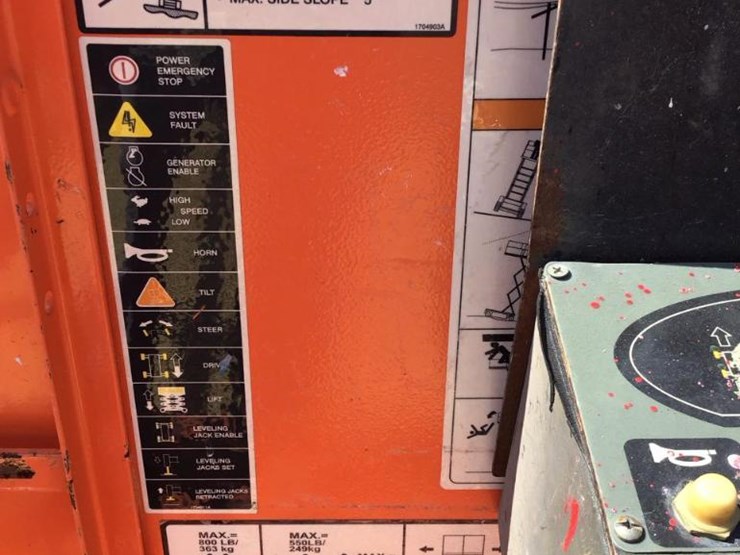 MAX. SIDE SLOPE 5
1704903A
POWER
EMERGENCY
STOP
SYSTEM
FAULT
GENERATOR
ENABLE
HIGH
SPEED
LOW
HORN
TILT
STEER
DRIVE
LIFT
LEVELING
JACK ENABLE
LEVELING
JACKS SET
LEVELING JACKS
RETRACTED
MAX.=
800 LB/
363 kg
MAX.=
550LB/
249kg